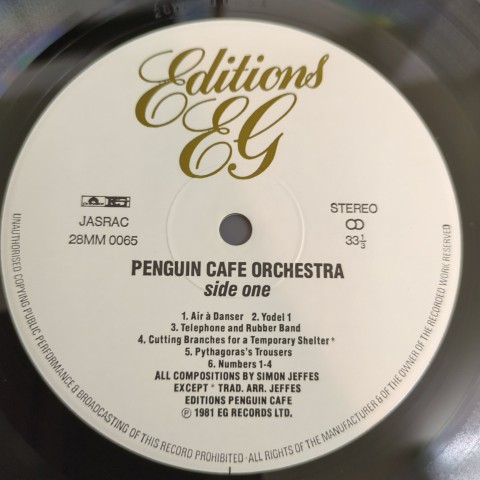 Editions
EG
JASRAC
28MM 0065
STEREO
33⅓
PENGUIN CAFE ORCHESTRA
side one
1. Air à Danser 2. Yodel 1
3. Telephone and Rubber Band
4. Cutting Branches for a Temporary Shelter*
5. Pythagoras's Trousers
6. Numbers 1-4
ALL COMPOSITIONS BY SIMON JEFFES
EXCEPT * TRAD. ARR. JEFFES
EDITIONS PENGUIN CAFE
℗ 1981 EG RECORDS LTD.
UNAUTHORISED COPYING PUBLIC PERFORMANCE & BROADCASTING OF THIS RECORD PROHIBITED-ALL RIGHTS OF THE MANUFACTURER & OF THE OWNER OF THE RECORDED WORK RESERVED